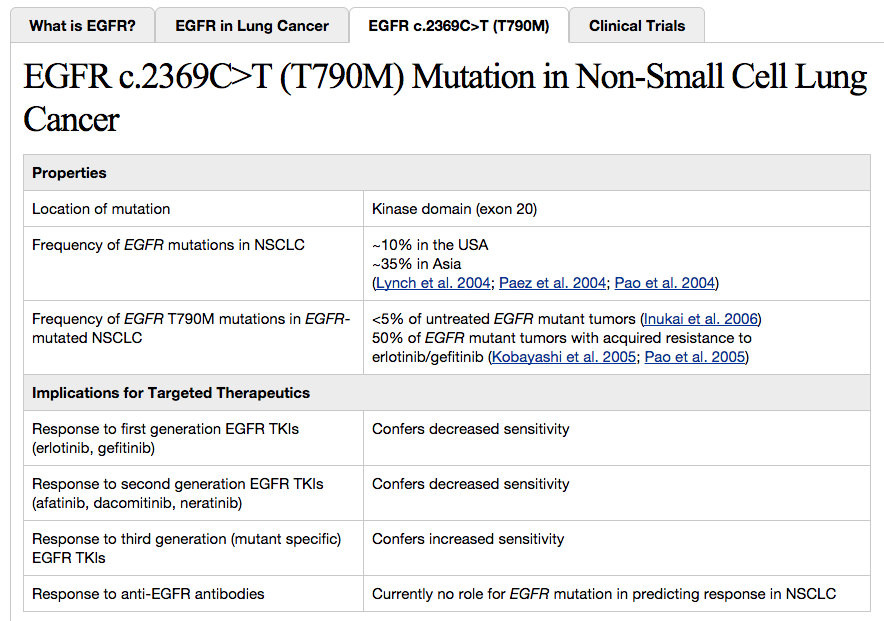 What is EGFR?
EGFR in Lung Cancer
EGFR c.2369C>T (T790M)
Clinical Trials
EGFR c.2369C>T (T790M) Mutation in Non-Small Cell Lung
Cancer
Properties
Location of mutation
Kinase domain (exon 20)
Frequency of EGFR mutations in NSCLC
~10% in the USA
~35% in Asia
(Lynch et al. 2004; Paez et al. 2004; Pao et al. 2004)
Frequency of EGFR T790M mutations in EGFR-
mutated NSCLC
<5% of untreated EGFR mutant tumors (Inukai et al. 2006)
50% of EGFR mutant tumors with acquired resistance to
erlotinib/gefitinib (Kobayashi et al. 2005; Pao et al. 2005)
Implications for Targeted Therapeutics
Response to first generation EGFR TKIs
(erlotinib, gefitinib)
Confers decreased sensitivity
Response to second generation EGFR TKIs
(afatinib, dacomitinib, neratinib)
Confers decreased sensitivity
Response to third generation (mutant specific)
EGFR TKIs
Confers increased sensitivity
Response to anti-EGFR antibodies
Currently no role for EGFR mutation in predicting response in NSCLC